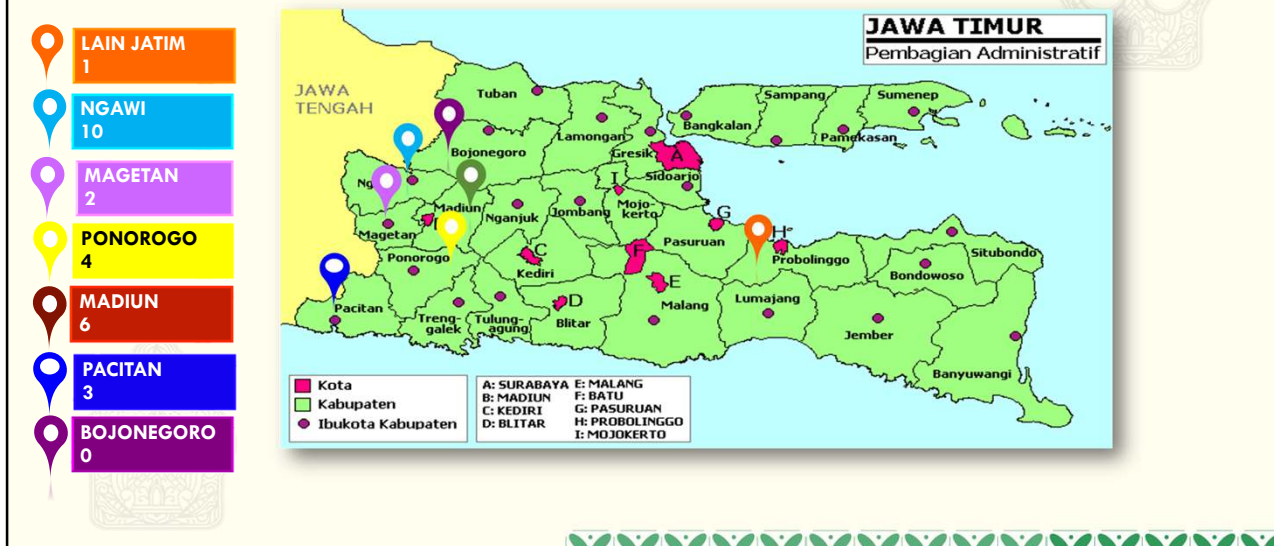 LAIN JATIM
1
NGAWI
10
MAGETAN
2
PONOROGO
4
MADIUN
6
PACITAN
3
BOJONEGORO
0
JAWA TIMUR
Pembagian Administratif
JAWA
TENGAH
Tuban
Lamongan
Bojonegoro
Gresik
A
Bangkalan
Sampang
Pamekasan
Sumenep
Sidoarjo
I
Mojo-
kerto
Jombang
Nganjuk
Madiun
Magetan
Ponorogo
Pacitan
Treng-
galek
Tulung-
agung
C
Kediri
D
Blitar
F
E
Malang
G
Pasuruan
H
Probolinggo
Lumajang
Jember
Bondowoso
Situbondo
Banyuwangi
Kota
Kabupaten
Ibukota Kabupaten
A: SURABAYA E: MALANG
B: MADIUN F: BATU
C: KEDIRI G: PASURUAN
D: BLITAR H: PROBOLINGGO
I: MOJOKERTO